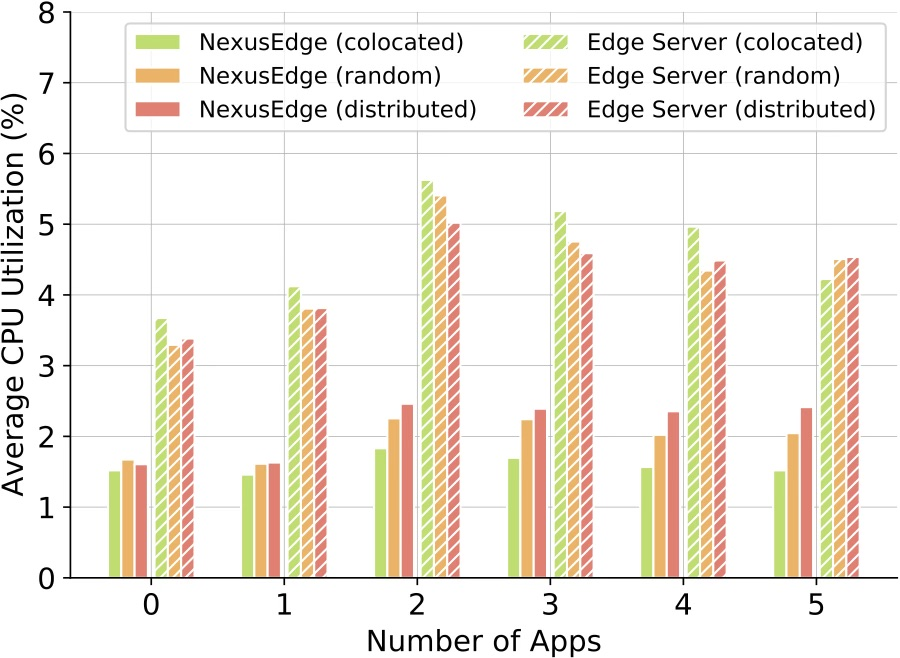 8
7
6
5
4
3
2
1
0
Average CPU Utilization (%)
NexusEdge (colocated)
NexusEdge (random)
NexusEdge (distributed)
Edge Server (colocated)
Edge Server (random)
Edge Server (distributed)
0 1 2 3 4 5
Number of Apps